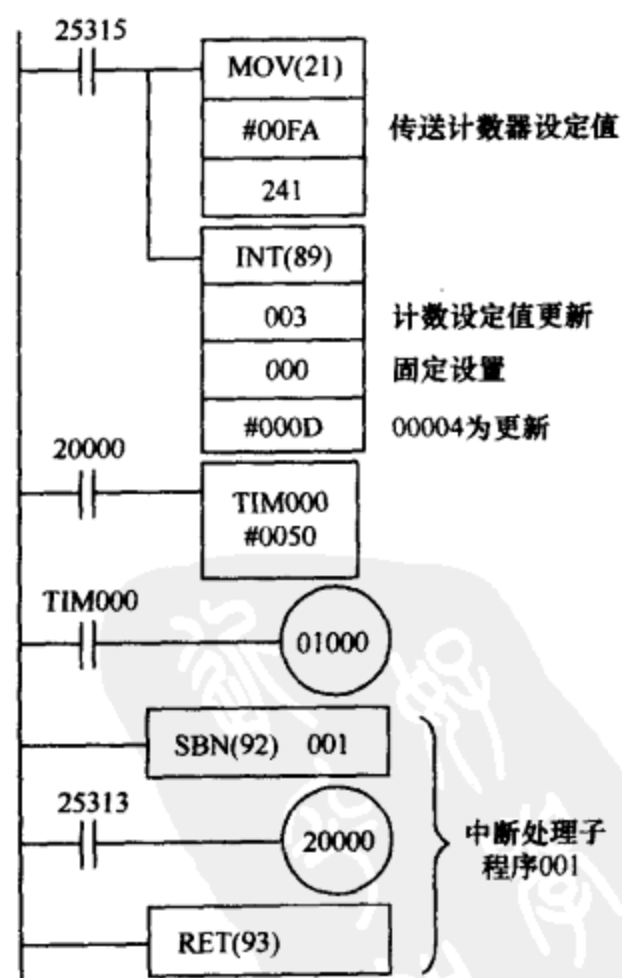 25315
MOV(21)
#00FA 传送计数器设定值
241
INT(89)
003 计数设定值更新
000 固定设置
#000D 00004为更新
20000
TIM000
#0050
TIM000
01000
SBN(92) 001
25313
20000
中断处理子
程序001
RET(93)